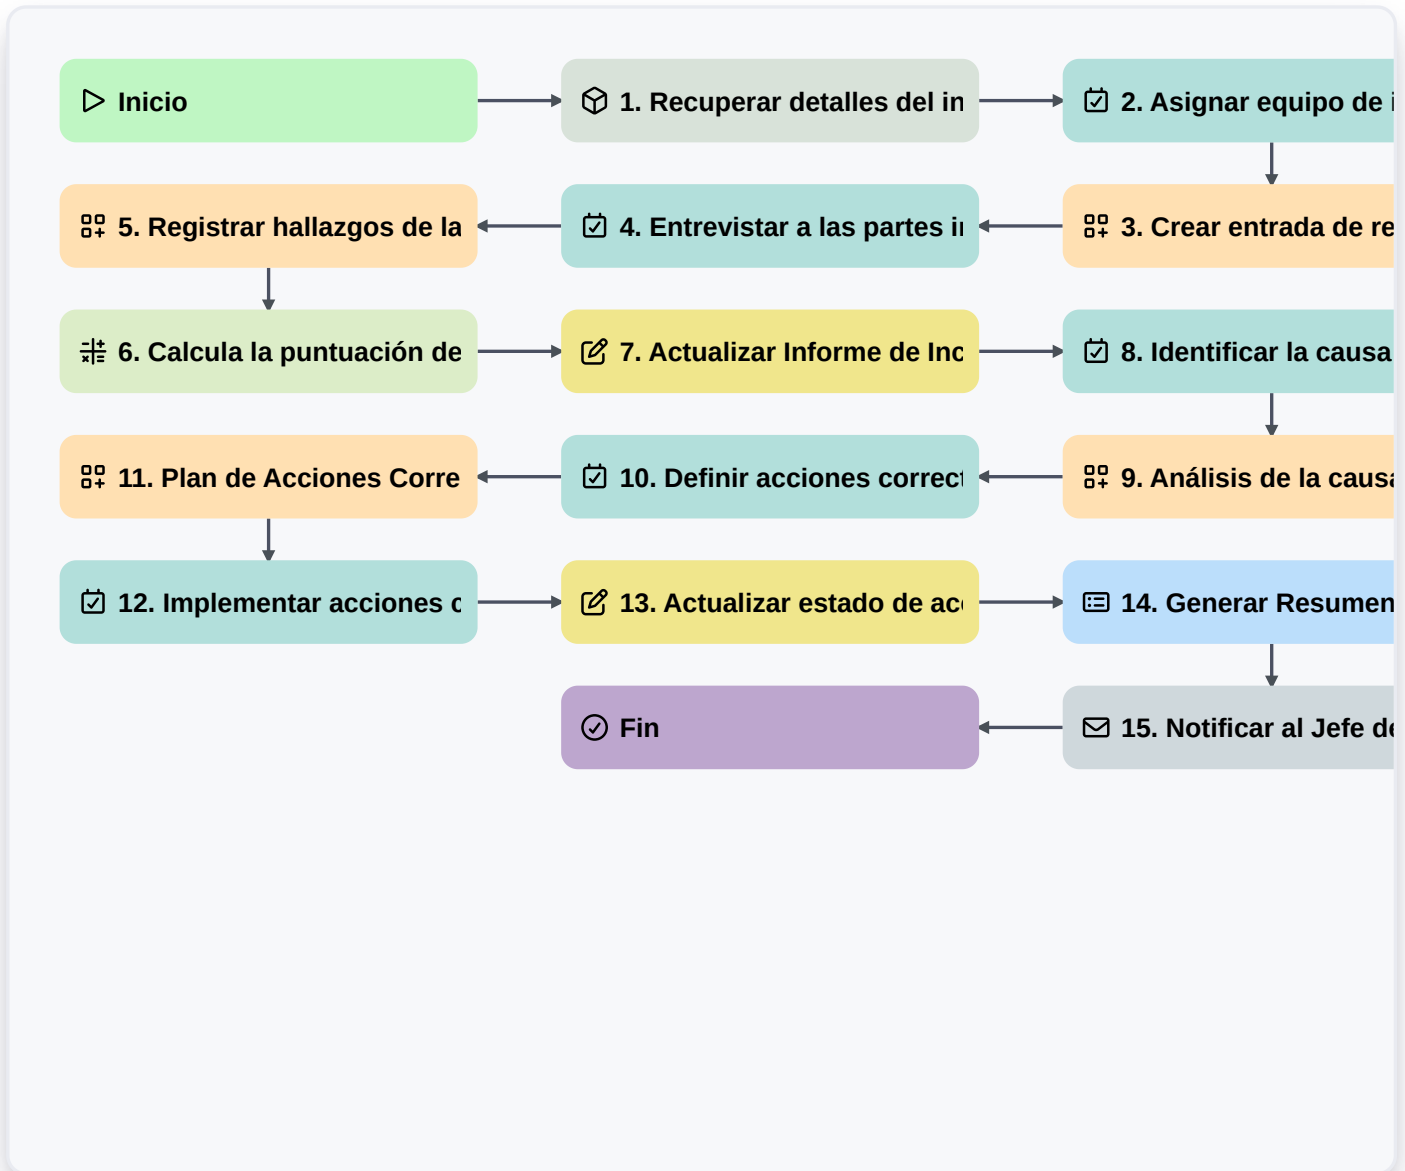 Inicio
1. Recuperar detalles del in
2. Asignar equipo de i
5. Registrar hallazgos de la
4. Entrevistar a las partes i
3. Crear entrada de re
6. Calcula la puntuación de
7. Actualizar Informe de Inc
8. Identificar la causa
11. Plan de Acciones Corre
10. Definir acciones correct
9. Análisis de la causa
12. Implementar acciones c
13. Actualizar estado de acc
14. Generar Resumen
Fin
15. Notificar al Jefe de